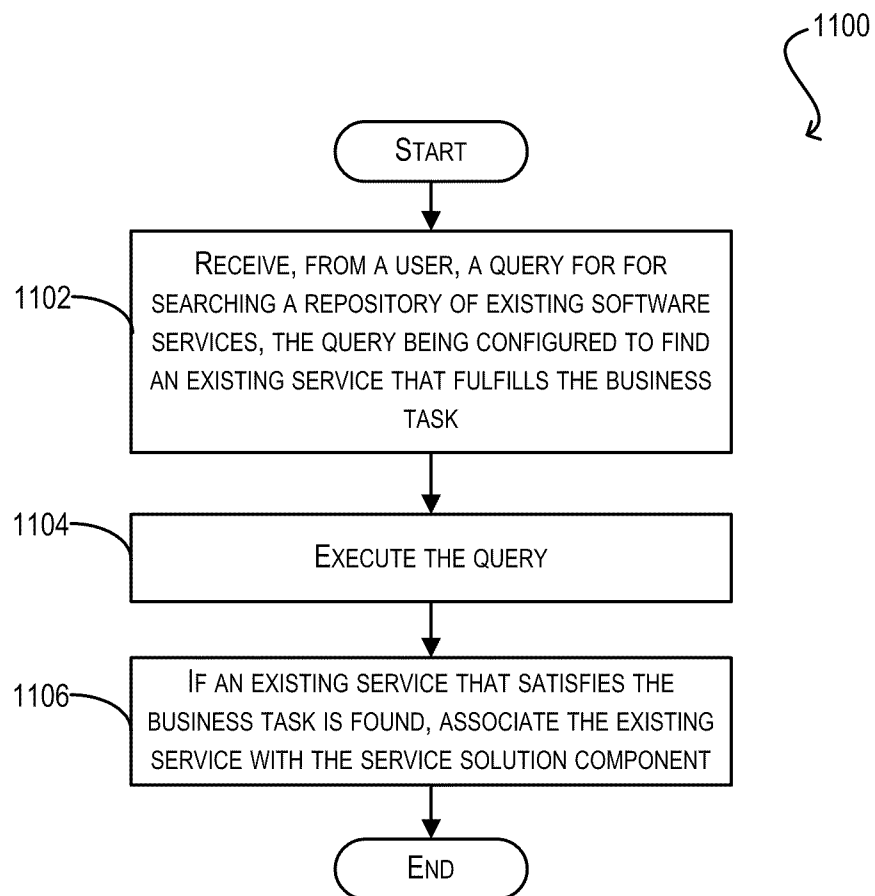 1100
START
1102
RECEIVE, FROM A USER, A QUERY FOR FOR
SEARCHING A REPOSITORY OF EXISTING SOFTWARE
SERVICES, THE QUERY BEING CONFIGURED TO FIND
AN EXISTING SERVICE THAT FULFILLS THE BUSINESS
TASK
1104
EXECUTE THE QUERY
1106
IF AN EXISTING SERVICE THAT SATISFIES THE
BUSINESS TASK IS FOUND, ASSOCIATE THE EXISTING
SERVICE WITH THE SERVICE SOLUTION COMPONENT
END